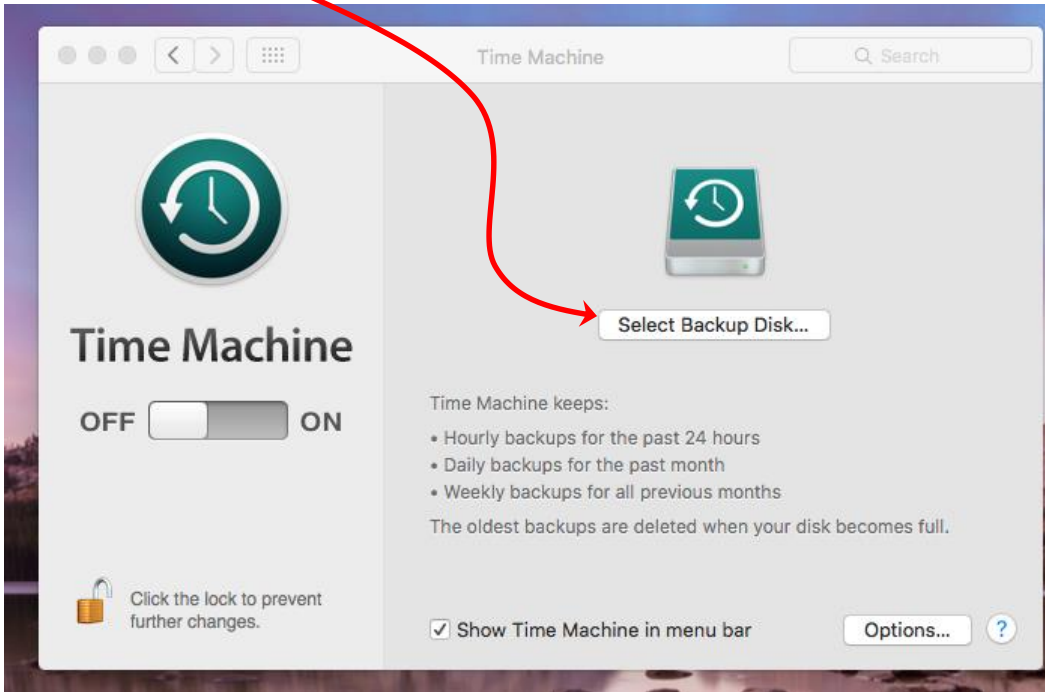 Time Machine
Search
Time Machine
OFF ON
Click the lock to prevent
further changes.
Select Backup Disk...
Time Machine keeps:
• Hourly backups for the past 24 hours
• Daily backups for the past month
• Weekly backups for all previous months
The oldest backups are deleted when your disk becomes full.
Show Time Machine in menu bar
Options... ?